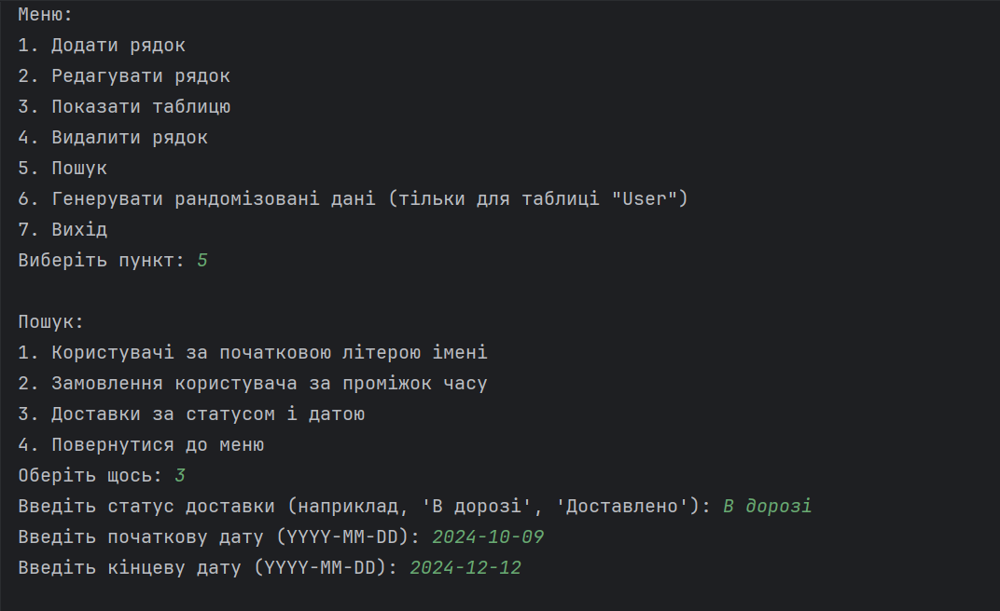 Меню:
1. Додати рядок
2. Редагувати рядок
3. Показати таблицю
4. Видалити рядок
5. Пошук
6. Генерувати рандомізовані дані (тільки для таблиці "User")
7. Вихід
Виберіть пункт: 5
Пошук:
1. Користувачі за початковою літерою імені
2. Замовлення користувача за проміжок часу
3. Доставки за статусом і датою
4. Повернутися до меню
Оберіть щось: 3
Введіть статус доставки (наприклад, 'В дорозі', 'Доставлено'): В дорозі
Введіть початкову дату (YYYY-MM-DD): 2024-10-09
Введіть кінцеву дату (YYYY-MM-DD): 2024-12-12